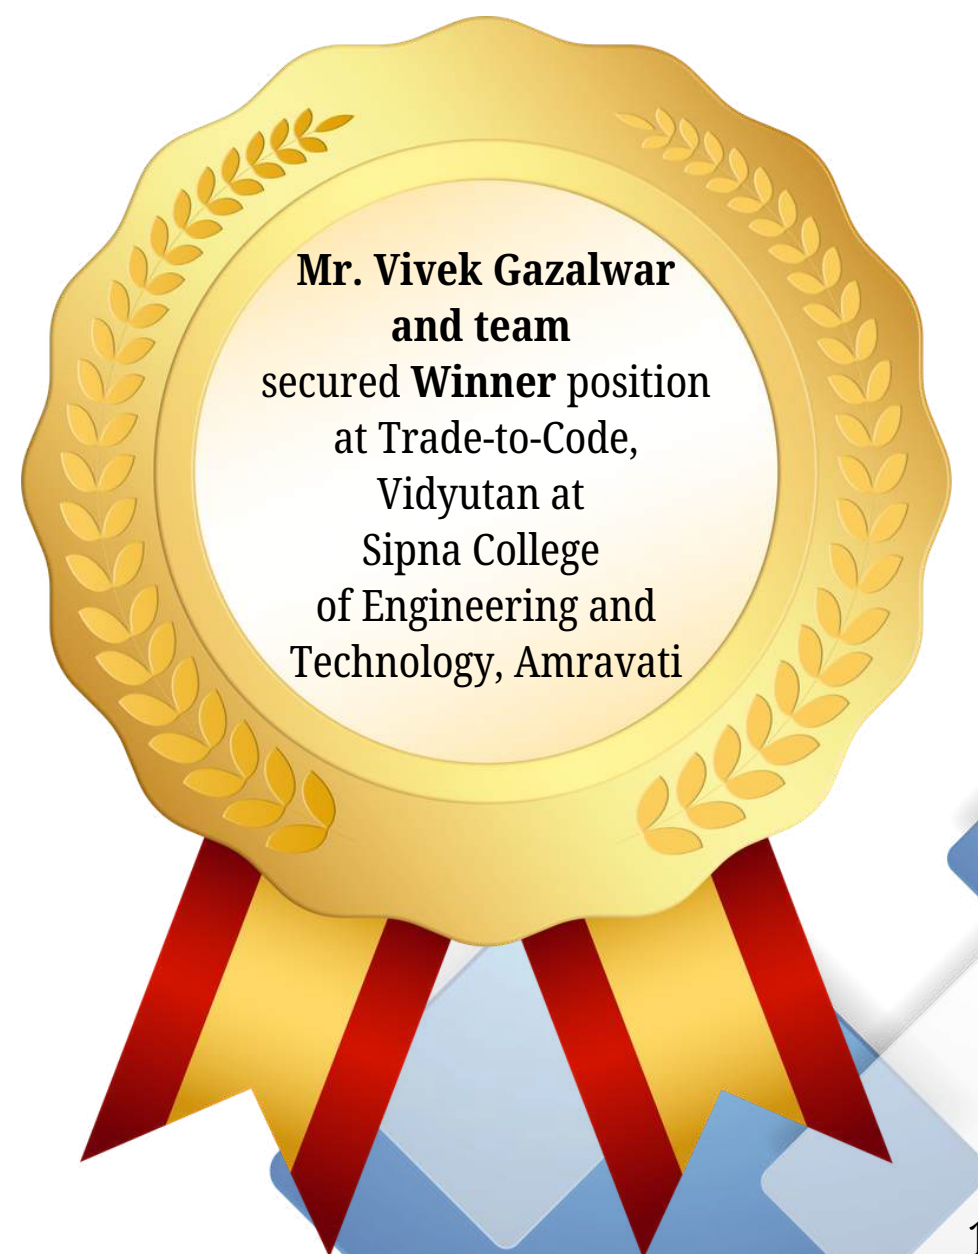 Mr. Vivek Gazalwar
and team
secured Winner position
at Trade-to-Code,
Vidyutan at
Sipna College
of Engineering and
Technology, Amravati